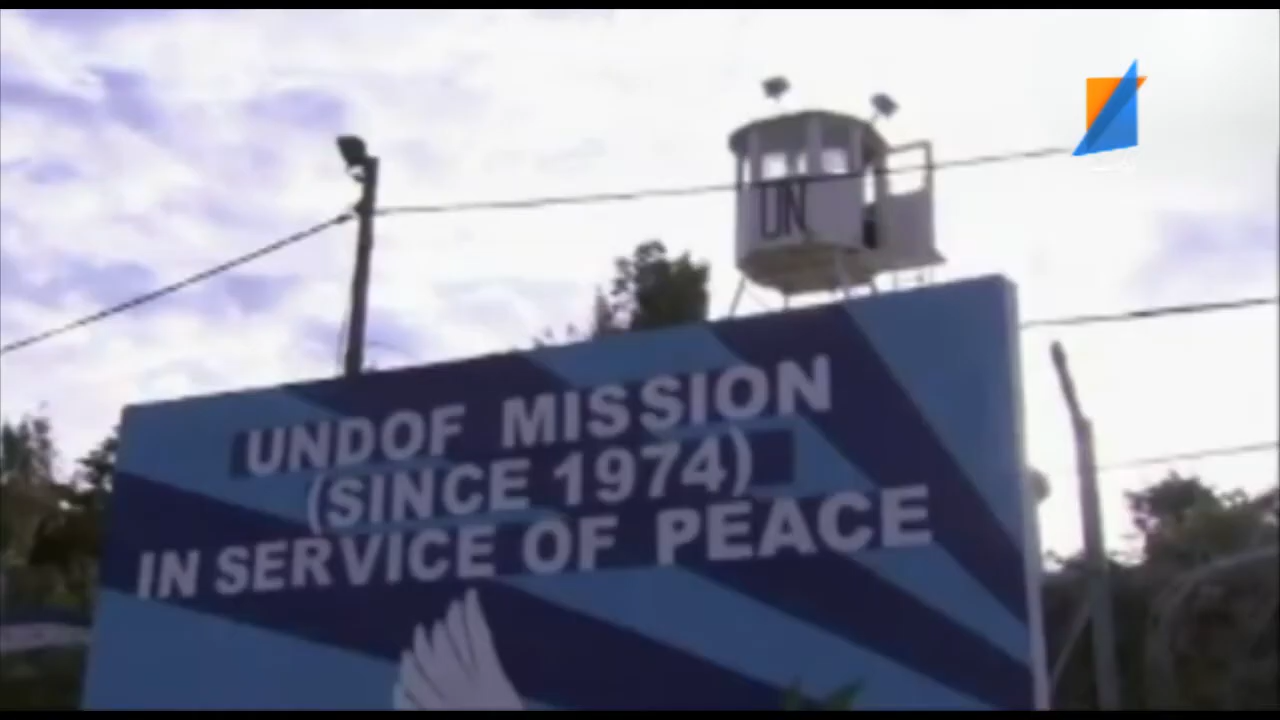 UN
UNDOF MISSION
(SINCE 1974)
IN SERVICE OF PEACE